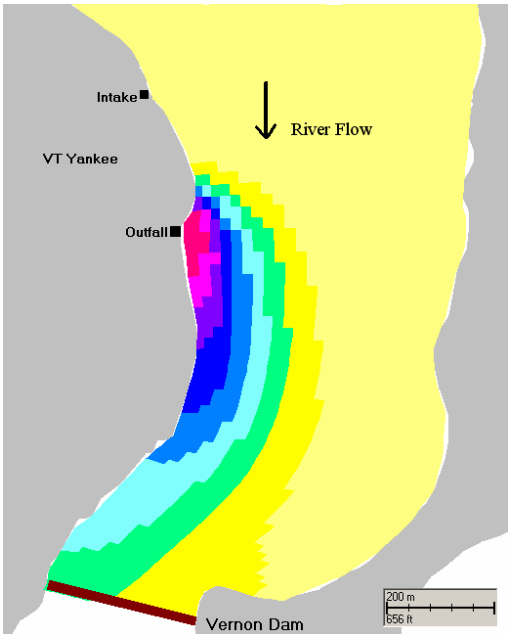 Intake
River Flow
VT Yankee
Outfall
200 m
656 ft
Vernon Dam